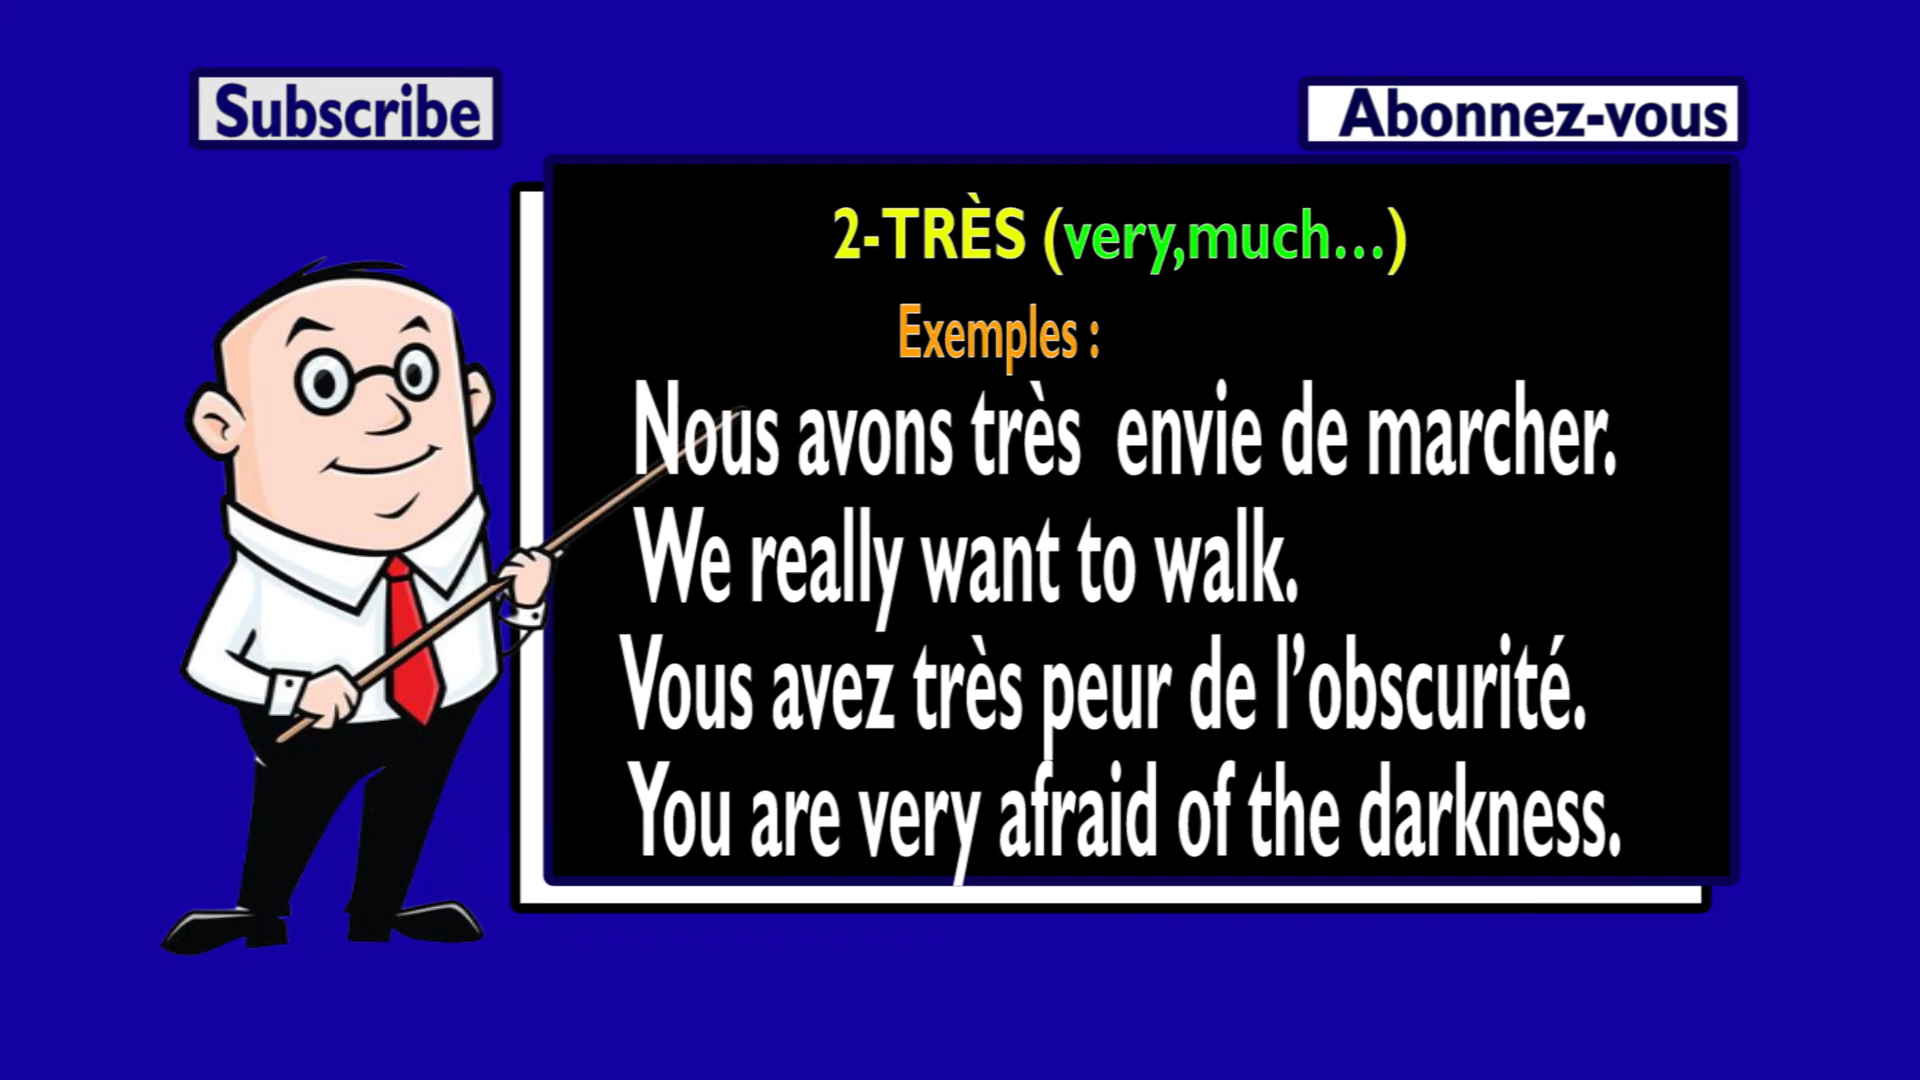 Subscribe
Abonnez-vous
2-TRÈS (very,much...)
Exemples :
Nous avons très envie de marcher.
We really want to walk.
Vous avez très peur de l'obscurité.
You are very afraid of the darkness.